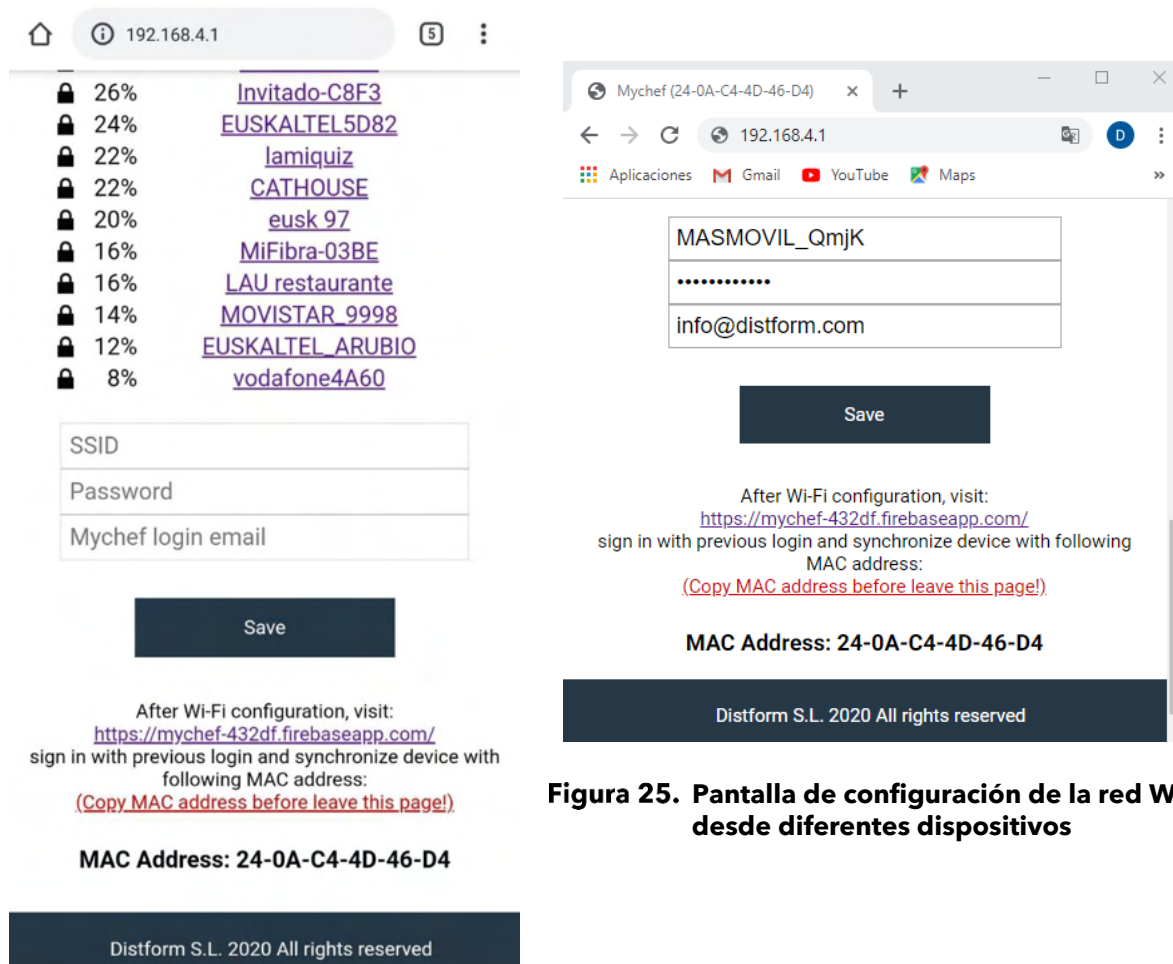 192.168.4.1
5
26% Invitado-C8F3
24% EUSKALTEL5D82
22% lamiquiz
22% CATHOUSE
20% eusk 97
16% MiFibra-03BE
16% LAU restaurante
14% MOVISTAR_9998
12% EUSKALTEL_ARUBIO
8% vodafone4A60
SSID
Password
Mychef login email
Save
After Wi-Fi configuration, visit:
https://mychef-432df.firebaseapp.com/
sign in with previous login and synchronize device with
following MAC address:
(Copy MAC address before leave this page!)
MAC Address: 24-0A-C4-4D-46-D4
Distform S.L. 2020 All rights reserved
Mychef (24-0A-C4-4D-46-D4)
192.168.4.1
D
Aplicaciones Gmail YouTube Maps
MASMOVIL_QmjK
••••••••••••
info@distform.com
Save
After Wi-Fi configuration, visit:
https://mychef-432df.firebaseapp.com/
sign in with previous login and synchronize device with following
MAC address:
(Copy MAC address before leave this page!)
MAC Address: 24-0A-C4-4D-46-D4
Distform S.L. 2020 All rights reserved
Figura 25. Pantalla de configuración de la red
desde diferentes dispositivos